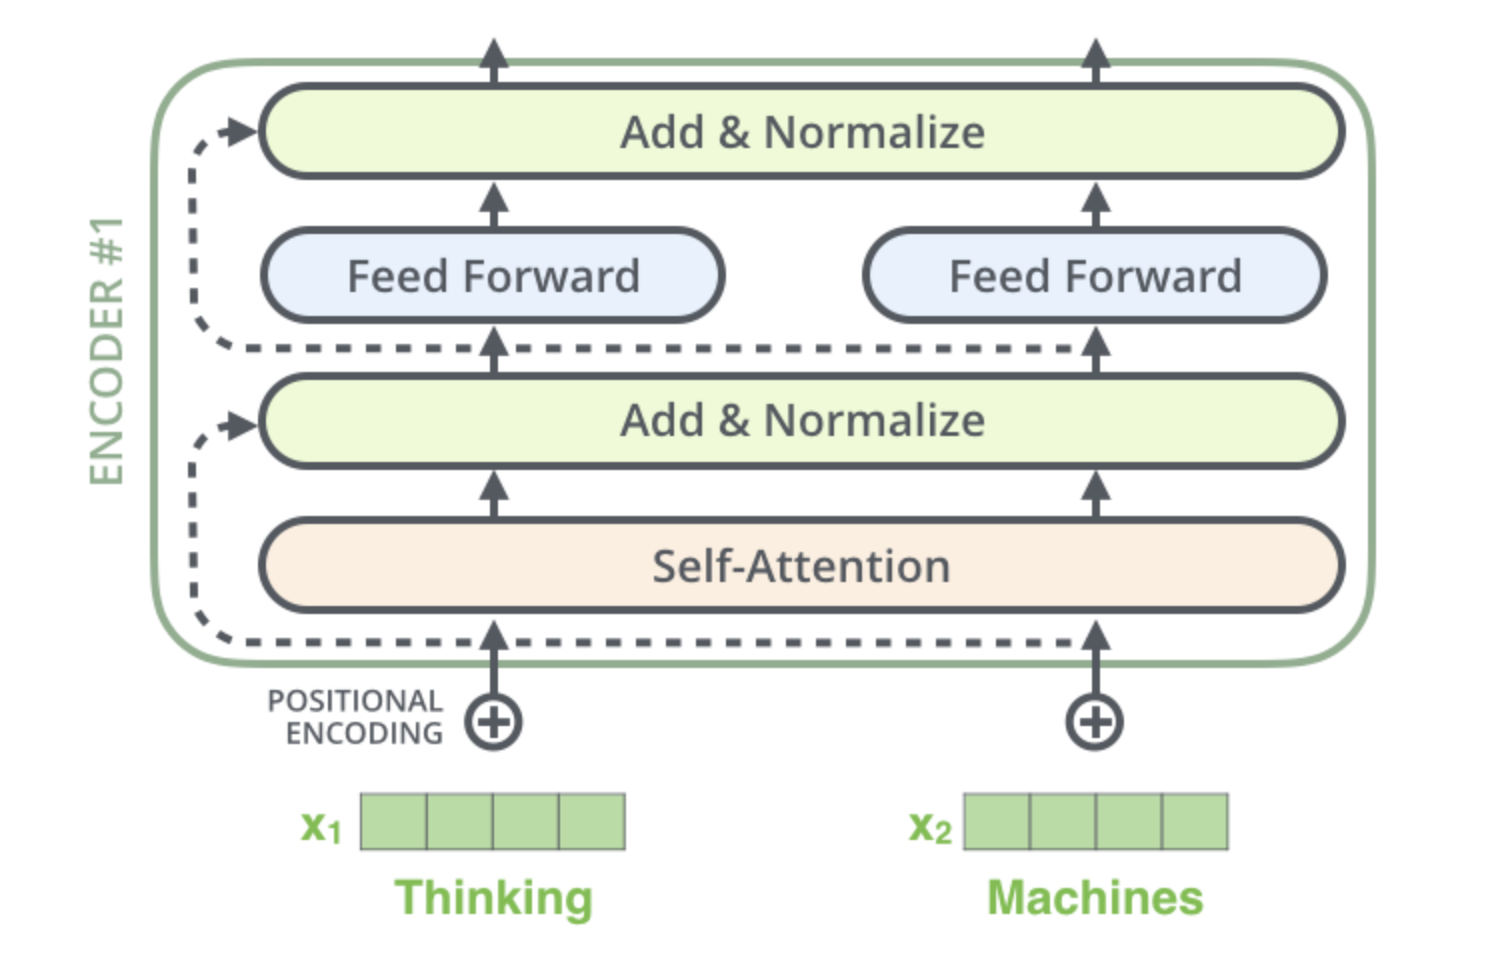 ENCODER #1
Add & Normalize
Feed Forward
Feed Forward
Add & Normalize
Self-Attention
POSITIONAL
ENCODING
x1
x2
Thinking
Machines